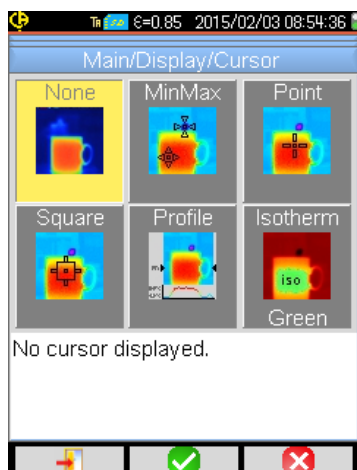 ε=0.85 2015/02/03 08:54:36
Main/Display/Cursor
None MinMax Point
Square Profile Isotherm
iso
Green
No cursor displayed.